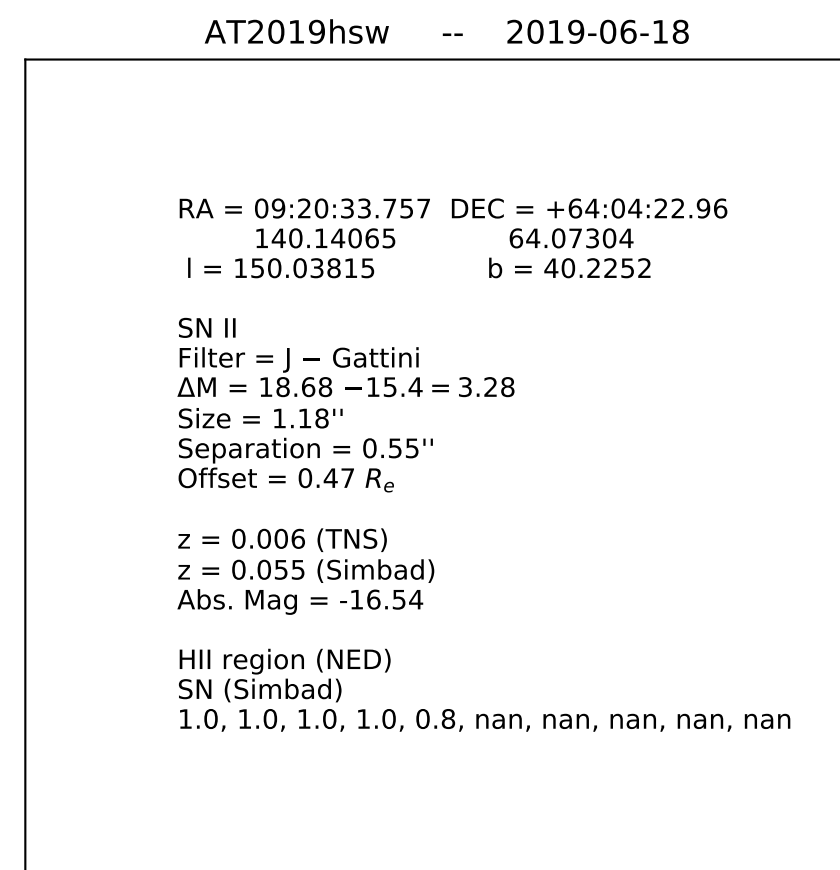 AT2019hsw -- 2019-06-18
RA = 09:20:33.757 DEC = +64:04:22.96
140.14065 64.07304
l = 150.03815 b = 40.2252
SN II
Filter = J − Gattini
ΔM = 18.68 −15.4 = 3.28
Size = 1.18''
Separation = 0.55''
Offset = 0.47 Rₑ
z = 0.006 (TNS)
z = 0.055 (Simbad)
Abs. Mag = -16.54
HII region (NED)
SN (Simbad)
1.0, 1.0, 1.0, 1.0, 0.8, nan, nan, nan, nan, nan